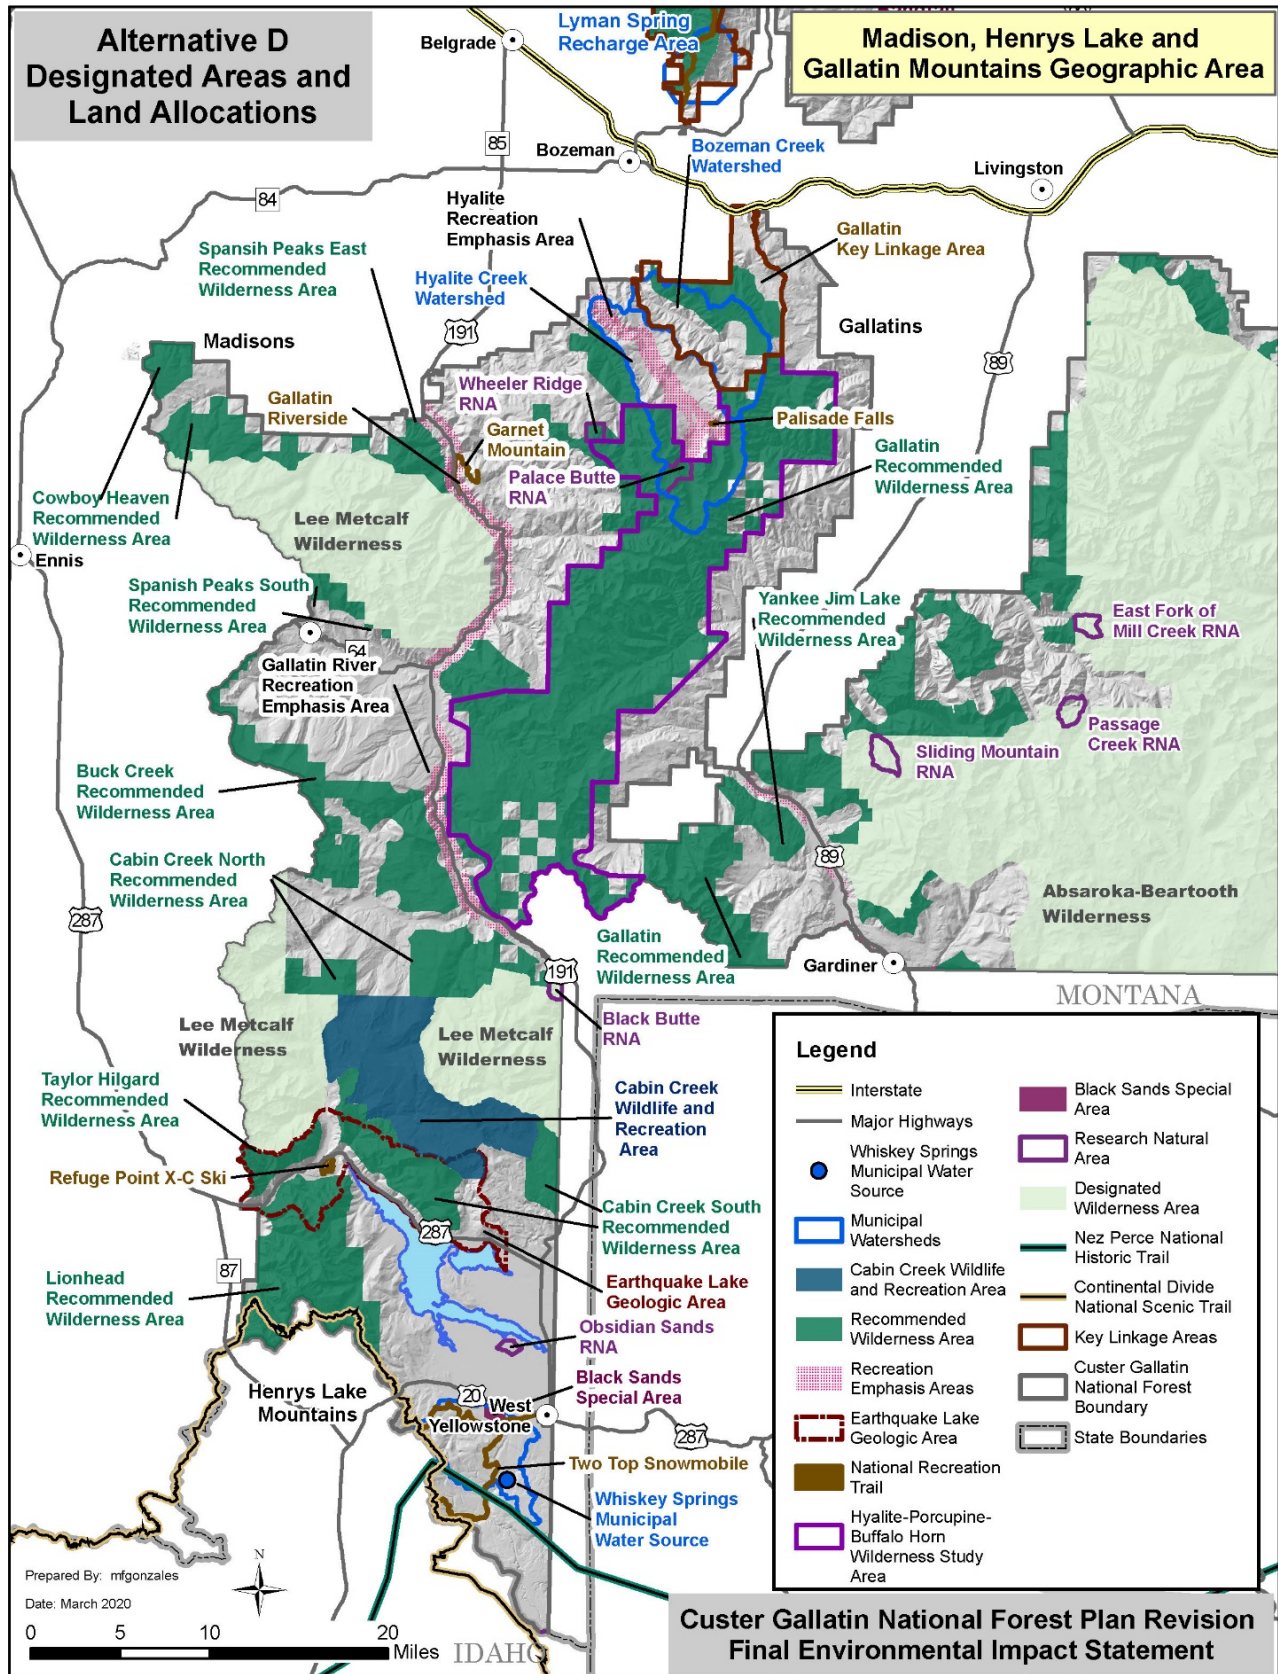 Alternative D
Designated Areas and
Land Allocations
Madison, Henrys Lake and
Gallatin Mountains Geographic Area
Lyman Spring
Recharge Area
Belgrade
85
Bozeman
Bozeman Creek
Watershed
Livingston
84
Hyalite
Recreation
Emphasis Area
Gallatin
Key Linkage Area
Spansih Peaks East
Recommended
Wilderness Area
Hyalite Creek
Watershed
191
Madisons
Gallatins
89
Wheeler Ridge
RNA
Gallatin
Riverside
Garnet
Mountain
Palisade Falls
Palace Butte
RNA
Gallatin
Recommended
Wilderness Area
Cowboy Heaven
Recommended
Wilderness Area
Lee Metcalf
Wilderness
Ennis
Spanish Peaks South
Recommended
Wilderness Area
Yankee Jim Lake
Recommended
Wilderness Area
East Fork of
Mill Creek RNA
64
Gallatin River
Recreation
Emphasis Area
Passage
Creek RNA
Sliding Mountain
RNA
Buck Creek
Recommended
Wilderness Area
89
Cabin Creek North
Recommended
Wilderness Area
Absaroka-Beartooth
Wilderness
287
Gallatin
Recommended
Wilderness Area
Gardiner
191
MONTANA
Black Butte
RNA
Lee Metcalf
Wilderness
Lee Metcalf
Wilderness
Taylor Hilgard
Recommended
Wilderness Area
Cabin Creek
Wildlife and
Recreation
Area
Refuge Point X-C Ski
Cabin Creek South
Recommended
Wilderness Area
287
87
Lionhead
Recommended
Wilderness Area
Earthquake Lake
Geologic Area
Obsidian Sands
RNA
Black Sands
Special Area
20
West
Yellowstone
Henrys Lake
Mountains
287
Two Top Snowmobile
Whiskey Springs
Municipal
Water Source
Legend
Interstate
Major Highways
Whiskey Springs
Municipal Water
Source
Municipal
Watersheds
Cabin Creek Wildlife
and Recreation Area
Recommended
Wilderness Area
Recreation
Emphasis Areas
Earthquake Lake
Geologic Area
National Recreation
Trail
Hyalite-Porcupine-
Buffalo Horn
Wilderness Study
Area
Black Sands Special
Area
Research Natural
Area
Designated
Wilderness Area
Nez Perce National
Historic Trail
Continental Divide
National Scenic Trail
Key Linkage Areas
Custer Gallatin
National Forest
Boundary
State Boundaries
Prepared By: mfgonzales
Date: March 2020
N
0 5 10 20
Miles
IDAHO
Custer Gallatin National Forest Plan Revision
Final Environmental Impact Statement